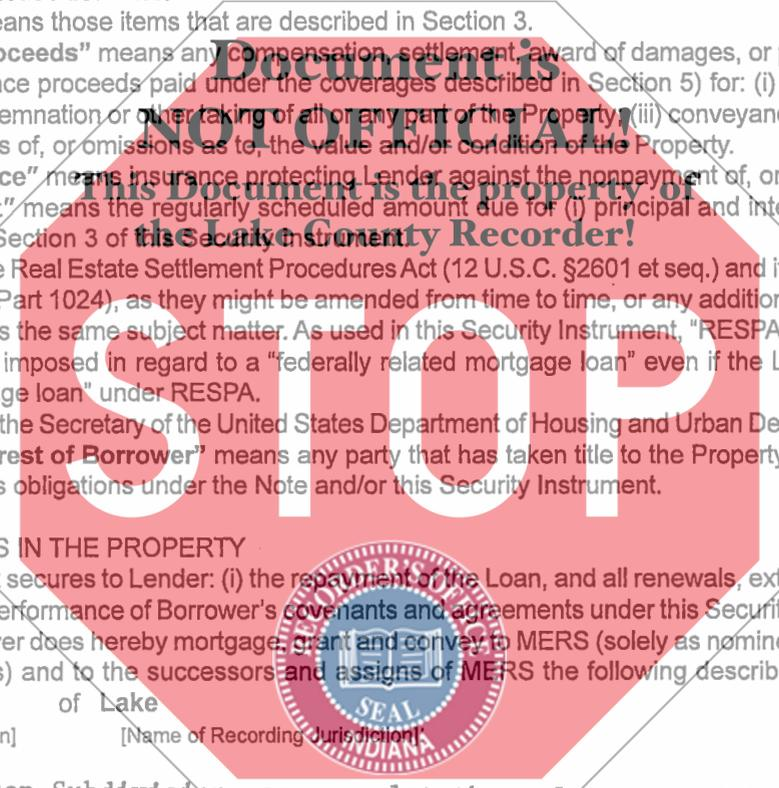 eans those items that are described in Section 3.
oceeds” means any compensation, settlement, award of damages, or
Document is
ce proceeds paid under the coverages described in Section 5) for: (i)
emnation or other taking of all or any part of the Property; (iii) conveyan
NOT OFFICIAL!
s of, or omissions as to, the value and/or condition of the Property.
ce” means insurance protecting Lender against the nonpayment of, or
This Document is the property of
” means the regularly scheduled amount due for (i) principal and inte
the Lake County Recorder!
Section 3 of this Security Instrument.
e Real Estate Settlement Procedures Act (12 U.S.C. §2601 et seq.) and i
Part 1024), as they might be amended from time to time, or any addition
s the same subject matter. As used in this Security Instrument, “RESPA
imposed in regard to a “federally related mortgage loan” even if the L
ge loan” under RESPA.
STOP
the Secretary of the United States Department of Housing and Urban De
rest of Borrower” means any party that has taken title to the Property
s obligations under the Note and/or this Security Instrument.
S IN THE PROPERTY
t secures to Lender: (i) the repayment of the Loan, and all renewals, ext
erformance of Borrower's covenants and agreements under this Securit
ver does hereby mortgage, grant and convey to MERS (solely as nomine
s) and to the successors and assigns of MERS the following describ
of Lake
n] [Name of Recording Jurisdiction]:
SEAL
INDIANA
Subdivision